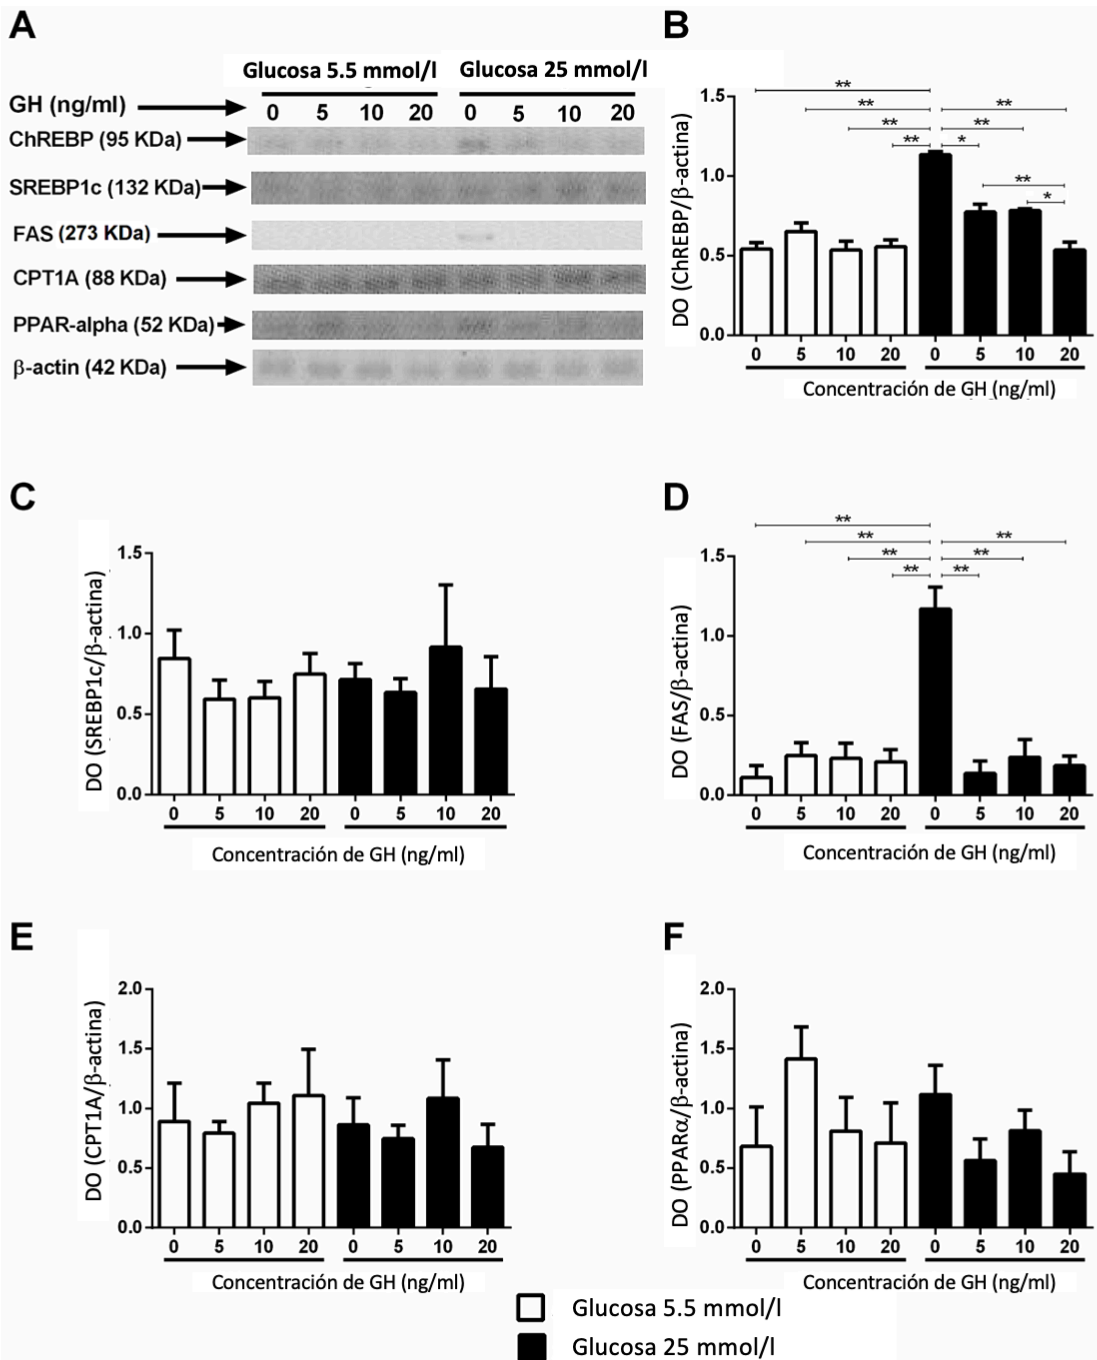 A
Glucosa 5.5 mmol/l Glucosa 25 mmol/l
GH (ng/ml) 0 5 10 20 0 5 10 20
ChREBP (95 KDa)
SREBP1c (132 KDa)
FAS (273 KDa)
CPT1A (88 KDa)
PPAR-alpha (52 KDa)
β-actin (42 KDa)
B
DO (ChREBP/β-actina)
**
** **
** **
** *
**
*
1.5
1.0
0.5
0.0
0 5 10 20 0 5 10 20
Concentración de GH (ng/ml)
C
DO (SREBP1c/β-actina)
1.5
1.0
0.5
0.0
0 5 10 20 0 5 10 20
Concentración de GH (ng/ml)
D
DO (FAS/β-actina)
**
** **
** **
** **
1.5
1.0
0.5
0.0
0 5 10 20 0 5 10 20
Concentración de GH (ng/ml)
E
DO (CPT1A/β-actina)
2.0
1.5
1.0
0.5
0.0
0 5 10 20 0 5 10 20
Concentración de GH (ng/ml)
F
DO (PPARα/β-actina)
2.0
1.5
1.0
0.5
0.0
0 5 10 20 0 5 10 20
Concentración de GH (ng/ml)
Glucosa 5.5 mmol/l
Glucosa 25 mmol/l